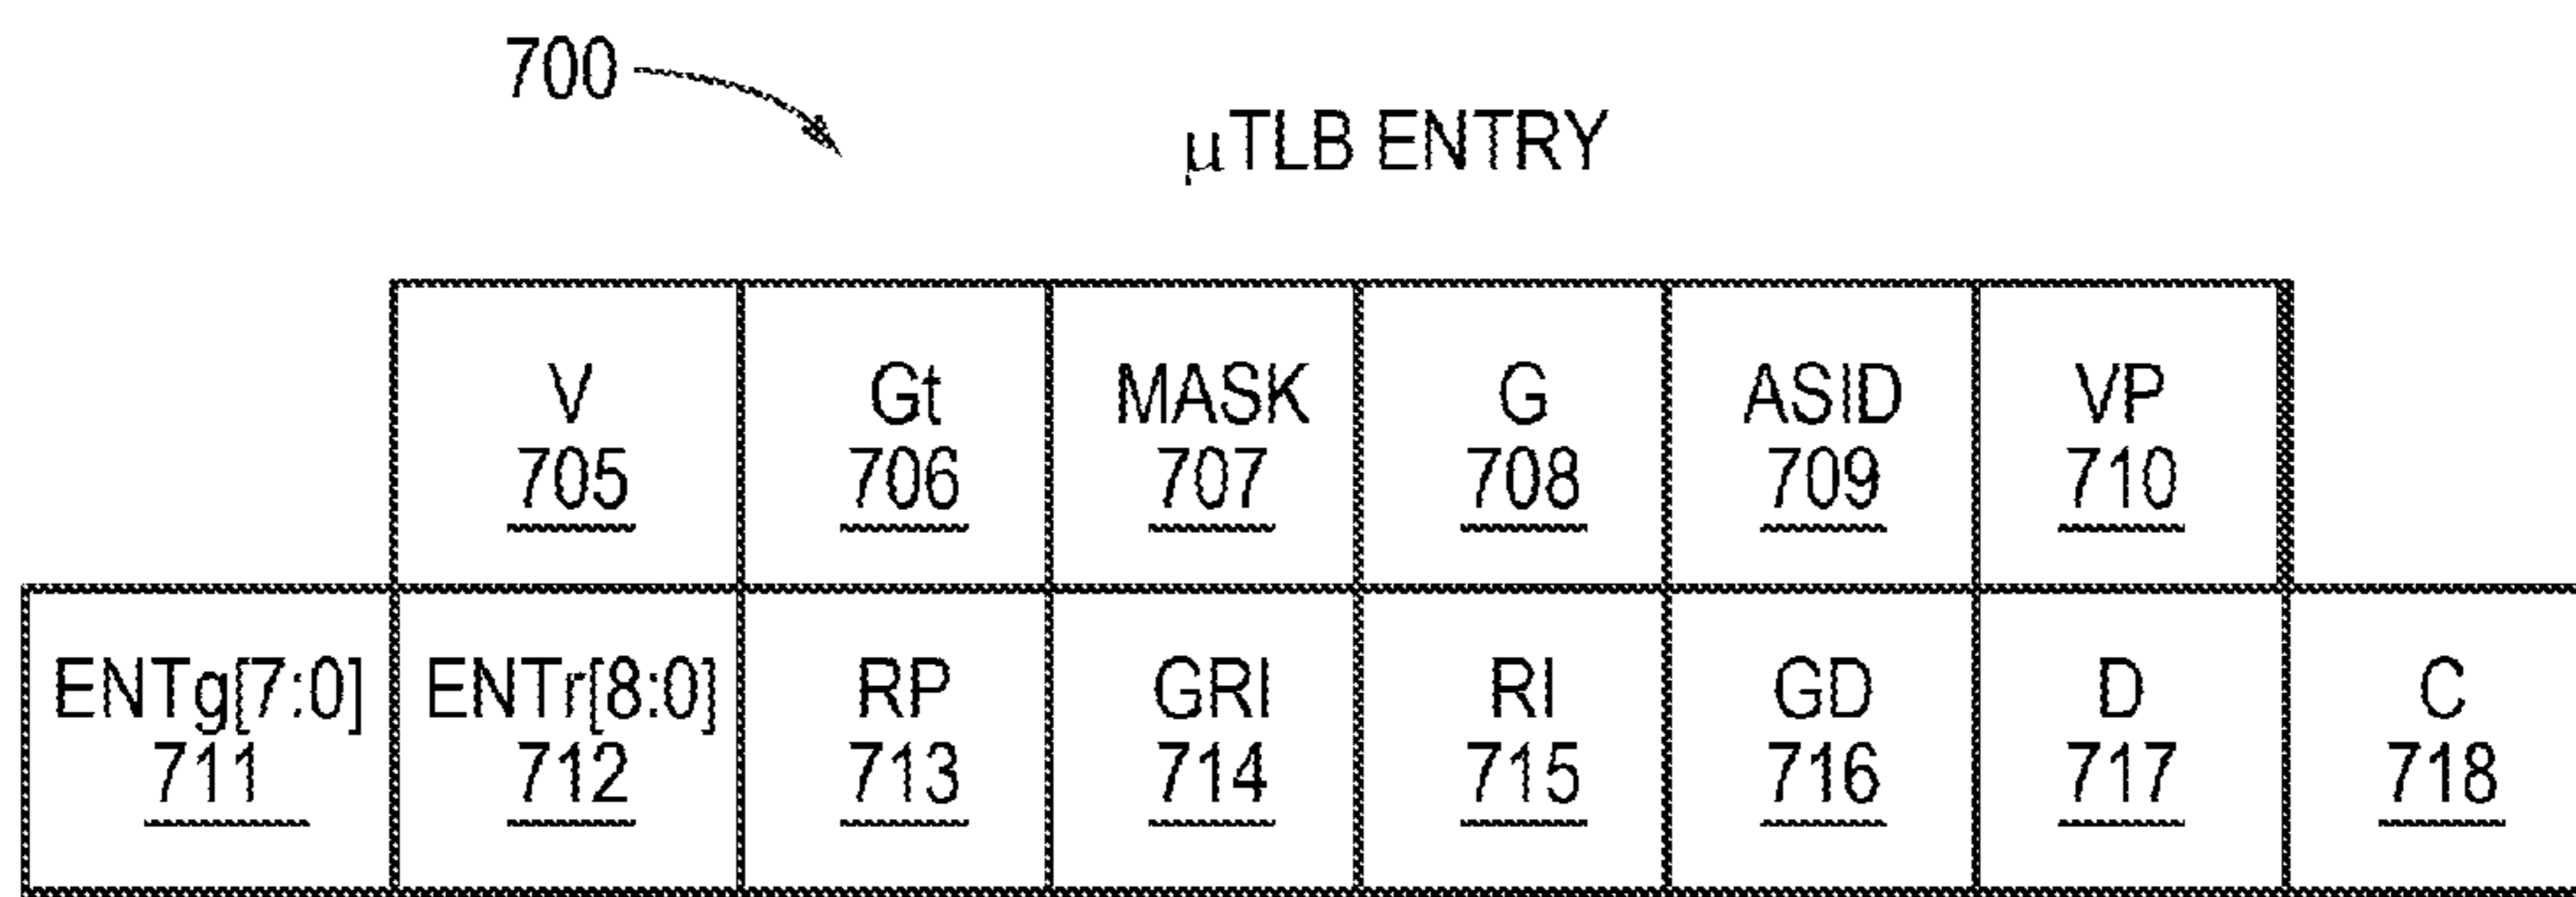 700
μTLB ENTRY
V Gt MASK G ASID VP
705 706 707 708 709 710
ENTg[7:0] ENTr[8:0] RP GRI RI GD D C
711 712 713 714 715 716 717 718